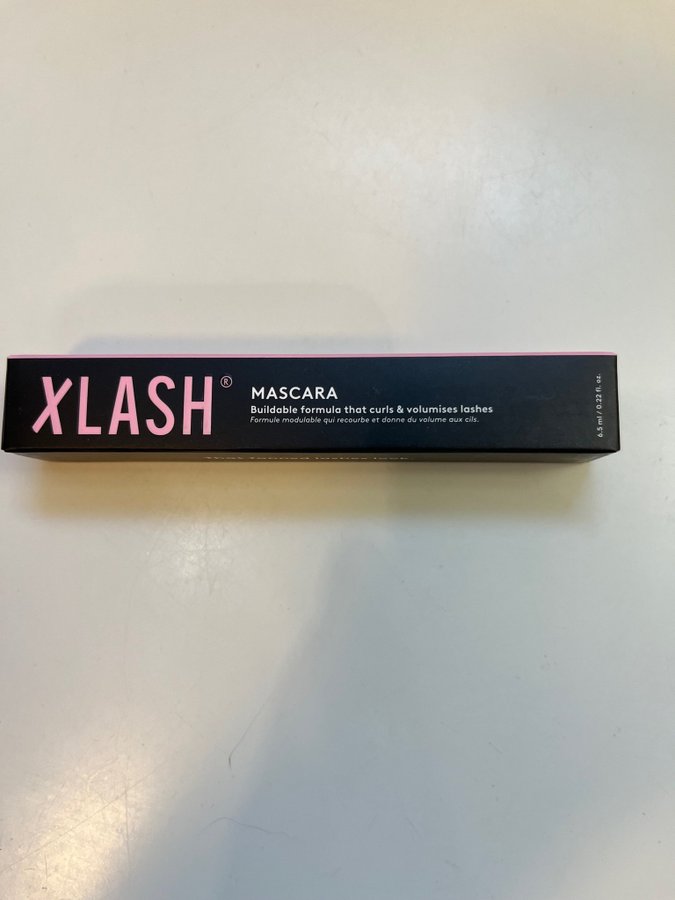 XLASH®
MASCARA
Buildable formula that curls & volumises lashes
Formule modulable qui recourbe et donne du volume aux cils.
6.5 ml / 0.22 fl. oz.